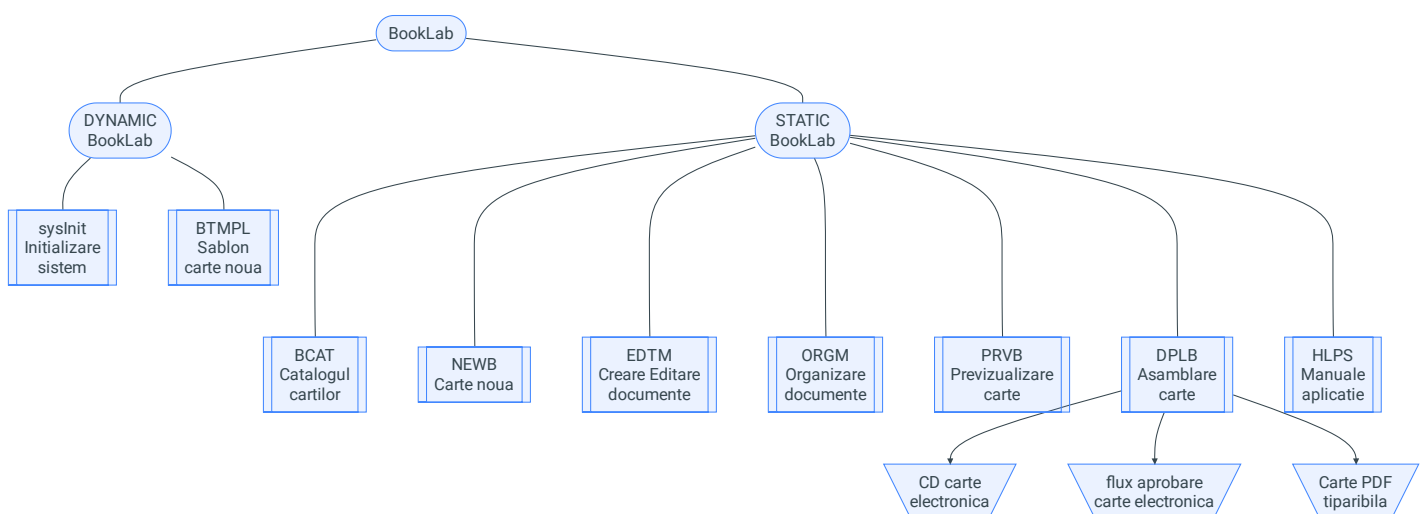 BookLab
DYNAMIC
BookLab
STATIC
BookLab
sysInit
Initializare
sistem
BTMPL
Sablon
carte noua
BCAT
Catalogul
cartilor
NEWB
Carte noua
EDTM
Creare Editare
documente
ORGM
Organizare
documente
PRVB
Previzualizare
carte
DPLB
Asamblare
carte
HLPS
Manuale
aplicatie
CD carte
electronica
flux aprobare
carte electronica
Carte PDF
tiparibila